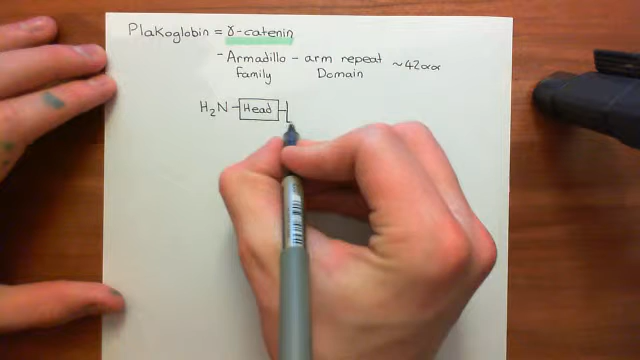 Plakoglobin = γ-catenin
- Armadillo - arm repeat ~42aa
Family Domain
H₂N - Head